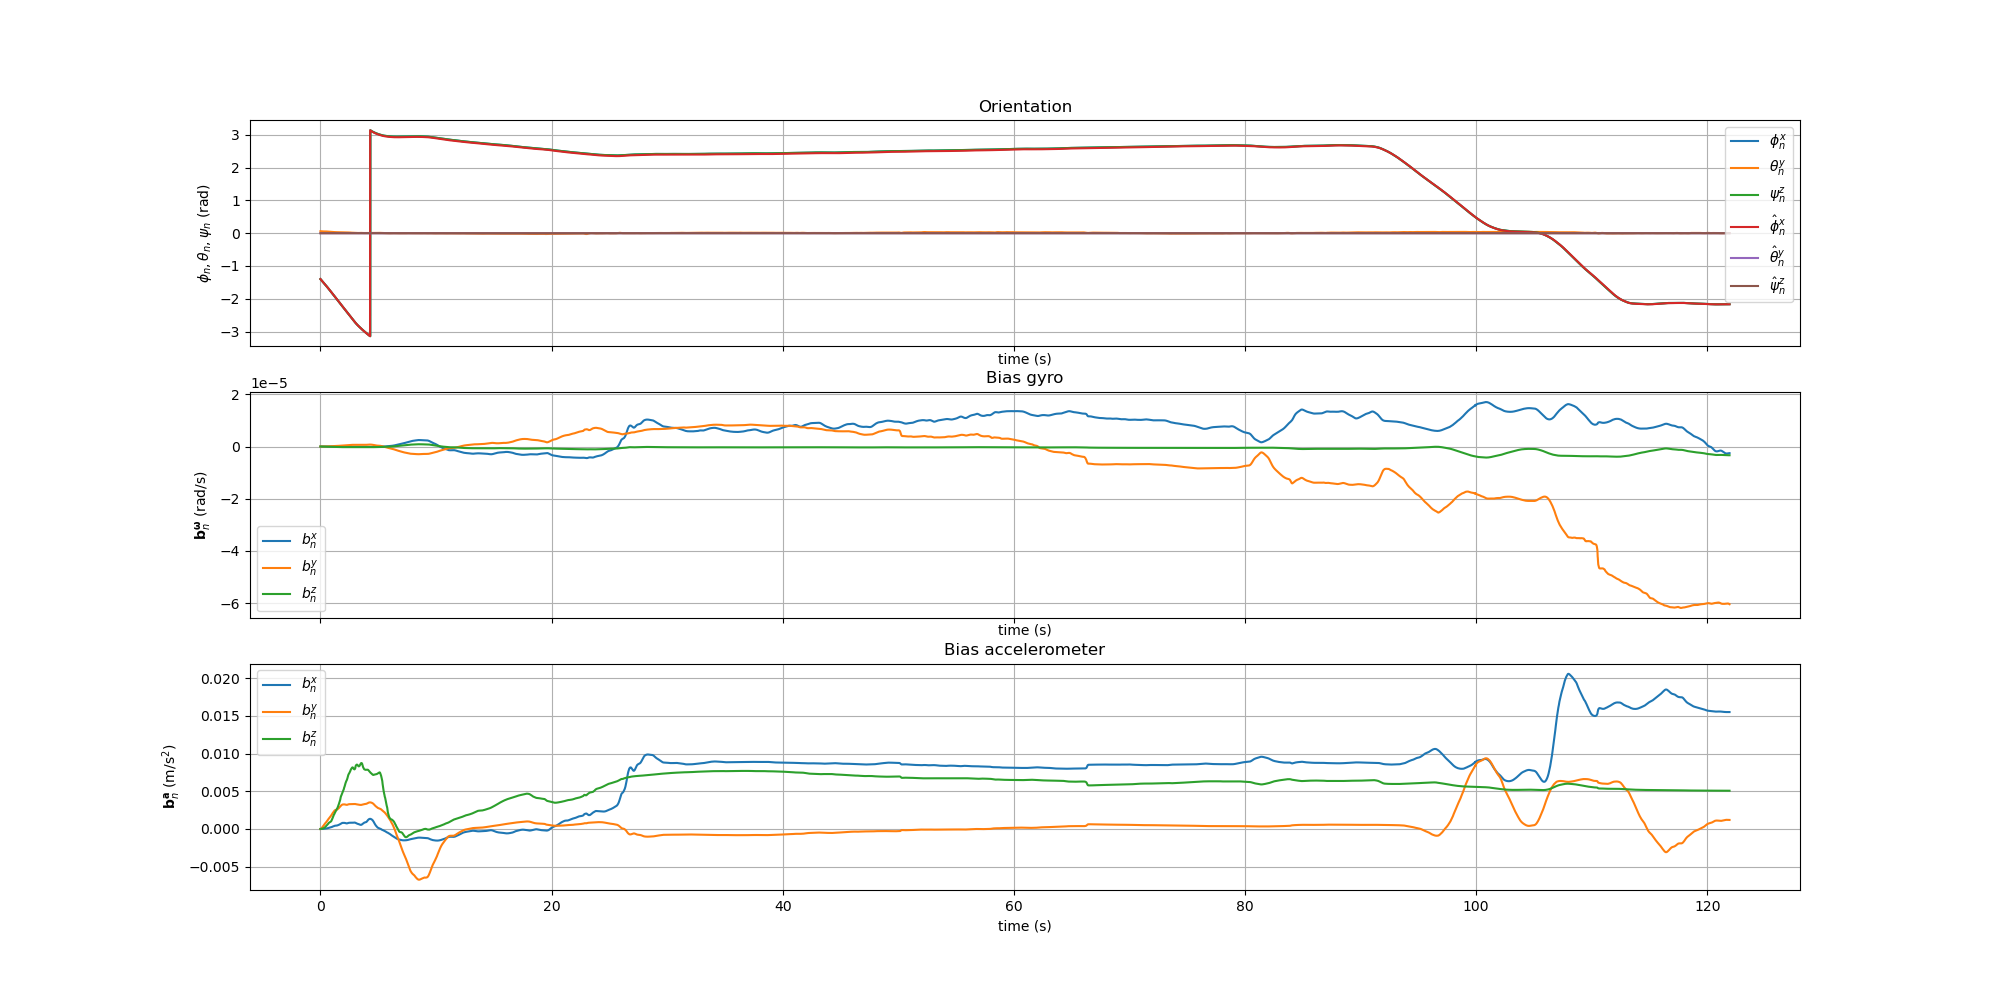 Orientation
3
2
1
0
−1
−2
−3
ϕₙ, θₙ, ψₙ (rad)
ϕₙˣ
θₙʸ
ψₙᶻ
ϕ̂ₙˣ
θ̂ₙʸ
ψ̂ₙᶻ
time (s)
Bias gyro
1e−5
2
0
−2
−4
−6
𝐛ₙ^𝛚 (rad/s)
bₙˣ
bₙʸ
bₙᶻ
time (s)
Bias accelerometer
0.020
0.015
0.010
0.005
0.000
−0.005
𝐛ₙ^𝐚 (m/s²)
bₙˣ
bₙʸ
bₙᶻ
0 20 40 60 80 100 120
time (s)